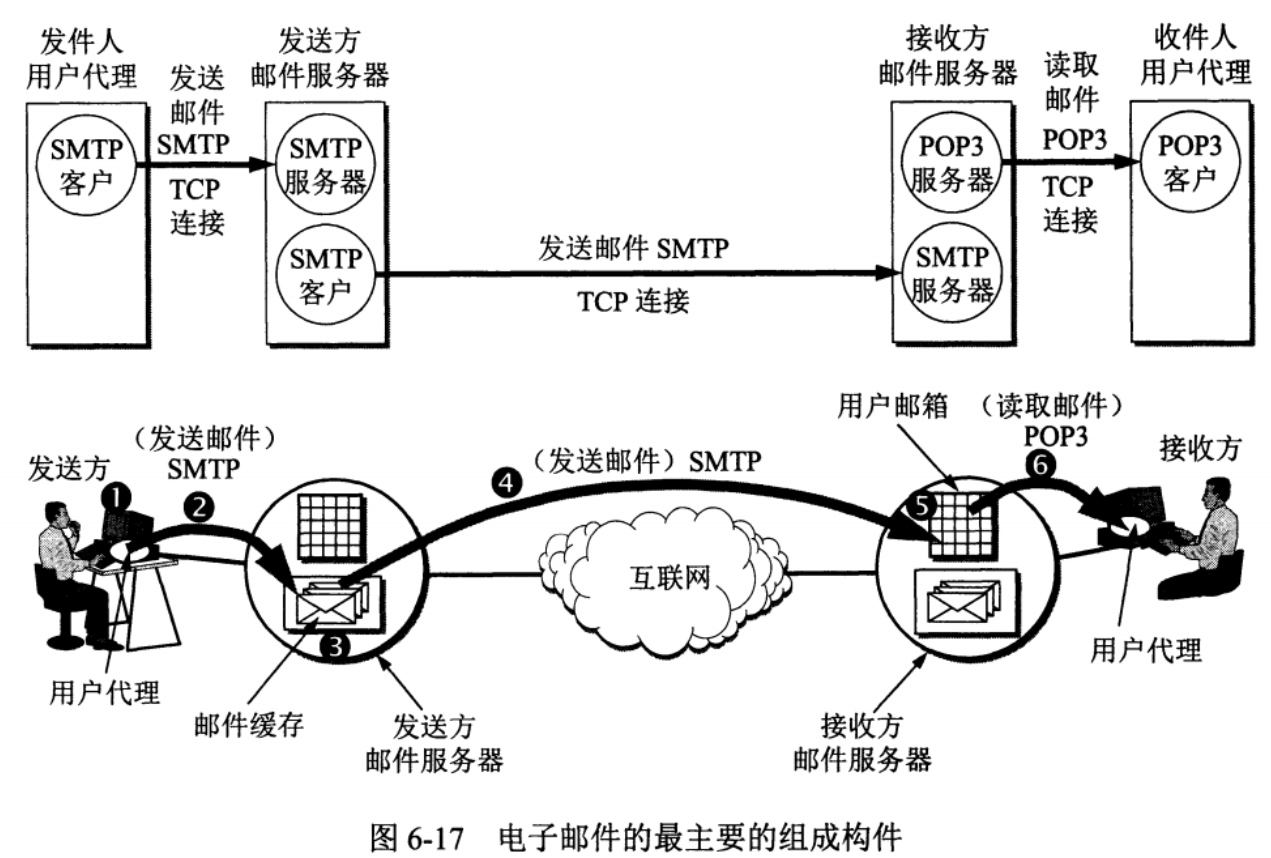 发件人
用户代理
发送
邮件
SMTP
TCP
连接
发送方
邮件服务器
接收方
邮件服务器
读取
邮件
POP3
TCP
连接
收件人
用户代理
SMTP
客户
SMTP
服务器
SMTP
客户
发送邮件 SMTP
TCP 连接
POP3
服务器
SMTP
服务器
POP3
客户
用户邮箱
(读取邮件)
POP3
(发送邮件)
SMTP
(发送邮件) SMTP
发送方
接收方
❶
❷
❸
❹
❺
❻
互联网
用户代理
邮件缓存
发送方
邮件服务器
接收方
邮件服务器
用户代理
图 6-17 电子邮件的最主要的组成构件